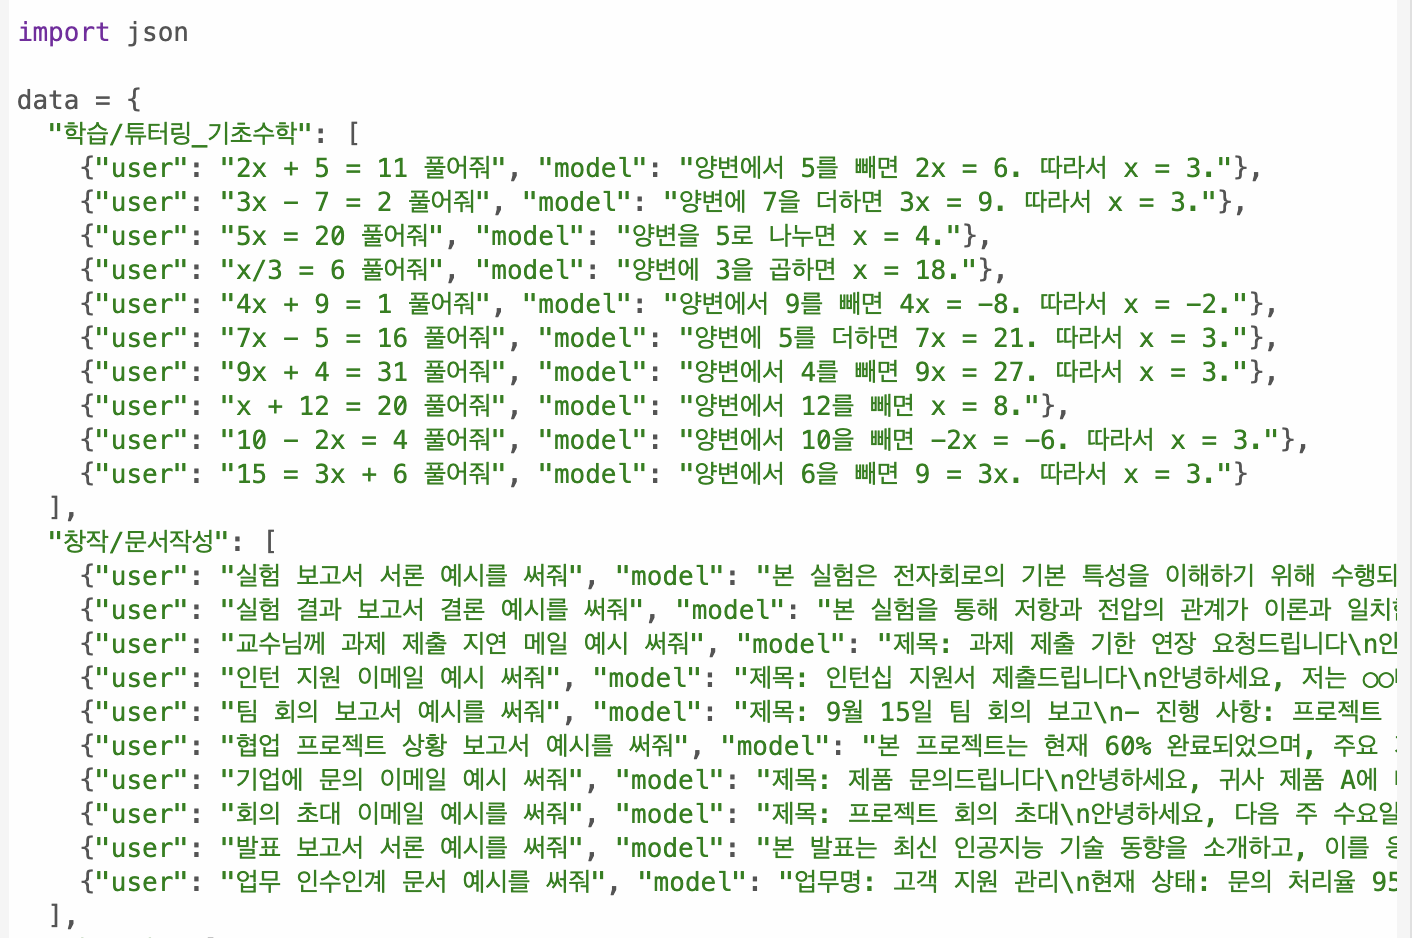 import json
data = {
"학습/튜터링_기초수학": [
{"user": "2x + 5 = 11 풀어줘", "model": "양변에서 5를 빼면 2x = 6. 따라서 x = 3."},
{"user": "3x - 7 = 2 풀어줘", "model": "양변에 7을 더하면 3x = 9. 따라서 x = 3."},
{"user": "5x = 20 풀어줘", "model": "양변을 5로 나누면 x = 4."},
{"user": "x/3 = 6 풀어줘", "model": "양변에 3을 곱하면 x = 18."},
{"user": "4x + 9 = 1 풀어줘", "model": "양변에서 9를 빼면 4x = -8. 따라서 x = -2."},
{"user": "7x - 5 = 16 풀어줘", "model": "양변에 5를 더하면 7x = 21. 따라서 x = 3."},
{"user": "9x + 4 = 31 풀어줘", "model": "양변에서 4를 빼면 9x = 27. 따라서 x = 3."},
{"user": "x + 12 = 20 풀어줘", "model": "양변에서 12를 빼면 x = 8."},
{"user": "10 - 2x = 4 풀어줘", "model": "양변에서 10을 빼면 -2x = -6. 따라서 x = 3."},
{"user": "15 = 3x + 6 풀어줘", "model": "양변에서 6을 빼면 9 = 3x. 따라서 x = 3."}
],
"창작/문서작성": [
{"user": "실험 보고서 서론 예시를 써줘", "model": "본 실험은 전자회로의 기본 특성을 이해하기 위해 수행되
{"user": "실험 결과 보고서 결론 예시를 써줘", "model": "본 실험을 통해 저항과 전압의 관계가 이론과
{"user": "교수님께 과제 제출 지연 메일 예시 써줘", "model": "제목: 과제 제출 기한 연장 요청드립니다\n안
{"user": "인턴 지원 이메일 예시 써줘", "model": "제목: 인턴십 지원서 제출드립니다\n안녕하세요, 저는 ○○
{"user": "팀 회의 보고서 예시를 써줘", "model": "제목: 9월 15일 팀 회의 보고\n- 진행 사항: 프로젝트
{"user": "협업 프로젝트 상황 보고서 예시를 써줘", "model": "본 프로젝트는 현재 60% 완료되었으며, 주요
{"user": "기업에 문의 이메일 예시 써줘", "model": "제목: 제품 문의드립니다\n안녕하세요, 귀사 제품 A에
{"user": "회의 초대 이메일 예시를 써줘", "model": "제목: 프로젝트 회의 초대\n안녕하세요, 다음 주 수요일
{"user": "발표 보고서 서론 예시를 써줘", "model": "본 발표는 최신 인공지능 기술 동향을 소개하고, 이를
{"user": "업무 인수인계 문서 예시를 써줘", "model": "업무명: 고객 지원 관리\n현재 상태: 문의 처리율 95
],